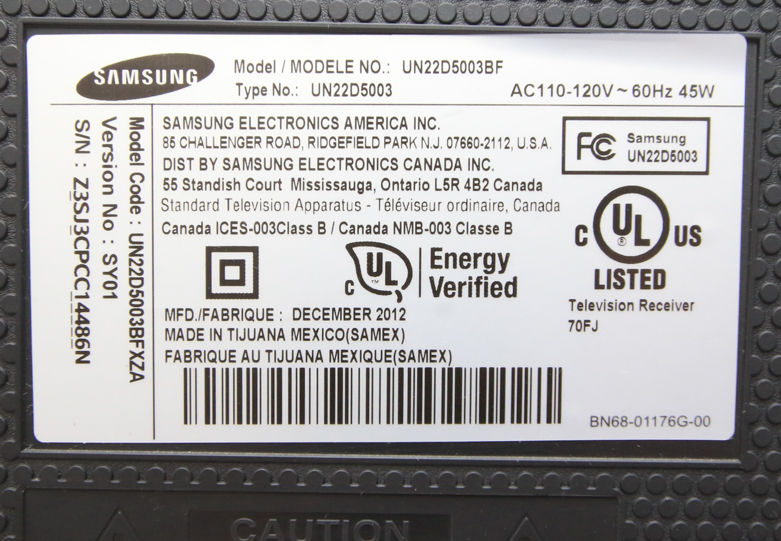 SAMSUNG
Model / MODELE NO.: UN22D5003BF
Type No.: UN22D5003
AC110-120V ~ 60Hz 45W
Model Code : UN22D5003BFXZA
Version No : SY01
S/N : Z3SJ3CPCC14486N
SAMSUNG ELECTRONICS AMERICA INC.
85 CHALLENGER ROAD, RIDGEFIELD PARK N.J. 07660-2112, U.S.A.
DIST BY SAMSUNG ELECTRONICS CANADA INC.
55 Standish Court Mississauga, Ontario L5R 4B2 Canada
Standard Television Apparatus - Téléviseur ordinaire, Canada
Canada ICES-003Class B / Canada NMB-003 Classe B
FC Samsung
UN22D5003
C UL ® US
LISTED
Television Receiver
70FJ
C UL Energy
Verified
MFD./FABRIQUE : DECEMBER 2012
MADE IN TIJUANA MEXICO(SAMEX)
FABRIQUE AU TIJUANA MEXIQUE(SAMEX)
BN68-01176G-00
CAUTION